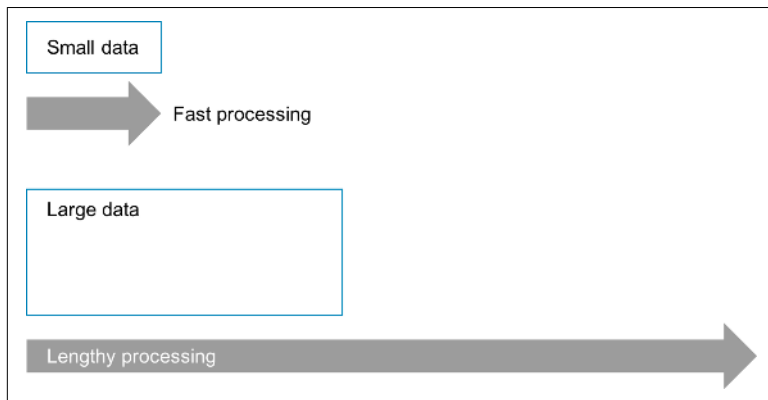 Small data
Fast processing
Large data
Lengthy processing